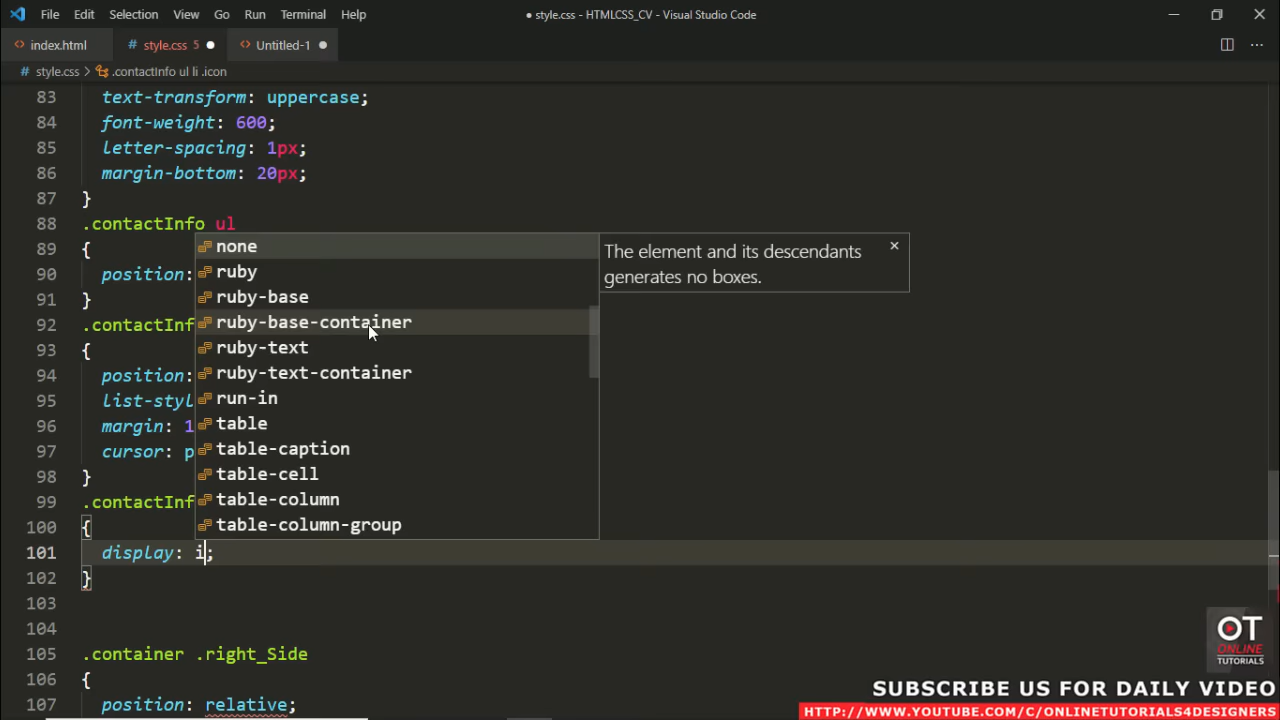 File Edit Selection View Go Run Terminal Help
● style.css - HTMLCSS_CV - Visual Studio Code
index.html
# style.css 5 ●
Untitled-1 ●
# style.css > .contactInfo ul li .icon
83 text-transform: uppercase;
84 font-weight: 600;
85 letter-spacing: 1px;
86 margin-bottom: 20px;
87 }
88 .contactInfo ul
89 {
90 position:
91 }
92 .contactInf
93 {
94 position:
95 list-styl
96 margin: 1
97 cursor: p
98 }
99 .contactInf
100 {
101 display: i;
102 }
103
104
105 .container .right_Side
106 {
107 position: relative;
none
ruby
ruby-base
ruby-base-container
ruby-text
ruby-text-container
run-in
table
table-caption
table-cell
table-column
table-column-group
The element and its descendants
generates no boxes.
OT
ONLINE
TUTORIALS
SUBSCRIBE US FOR DAILY VIDEO
HTTP://WWW.YOUTUBE.COM/C/ONLINETUTORIALS4DESIGNERS